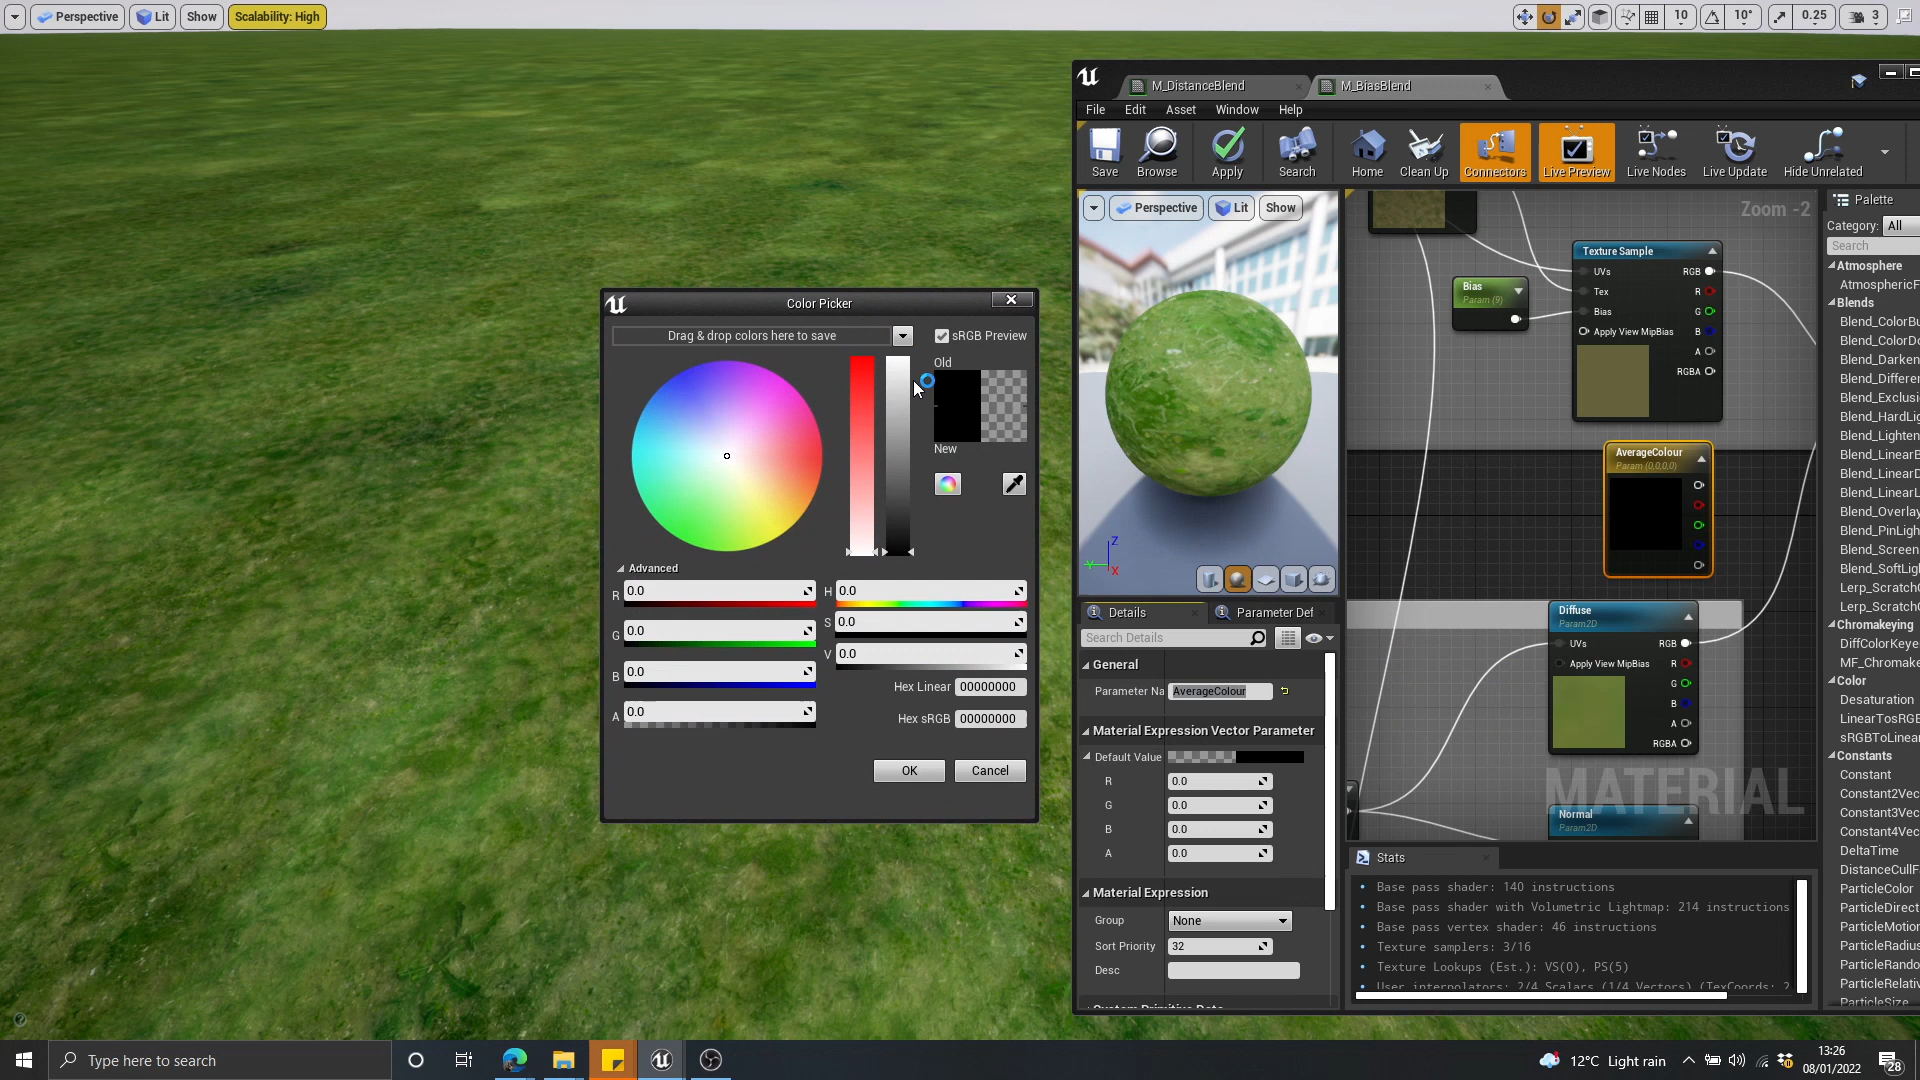 Perspective
Lit
Show
Scalability: High
10
10°
0.25
3
M_DistanceBlend
M_BiasBlend
File
Edit
Asset
Window
Help
Save
Browse
Apply
Search
Home
Clean Up
Connectors
Live Preview
Live Nodes
Live Update
Hide Unrelated
Perspective
Lit
Show
Zoom -2
Palette
Category:
All
Search
Atmosphere
AtmosphericF
Blends
Blend_ColorBu
Blend_ColorDo
Blend_Darken
Blend_Differen
Blend_Exclusi
Blend_HardLig
Blend_Lighten
Blend_LinearB
Blend_LinearD
Blend_LinearL
Blend_Overlay
Blend_PinLigh
Blend_Screen
Blend_SoftLigh
Lerp_ScratchG
Lerp_ScratchG
Chromakeying
DiffColorKeye
MF_Chromake
Color
Desaturation
LinearTosRGB
sRGBToLinear
Constants
Constant
Constant2Vec
Constant3Vec
Constant4Vec
DeltaTime
DistanceCullF
ParticleColor
ParticleDirect
ParticleMotion
ParticleRadius
ParticleRando
ParticleRelativ
ParticleSize
Texture Sample
UVs
RGB
Tex
R
Bias
G
Apply View MipBias
B
A
RGBA
Bias
Param (9)
AverageColour
Param (0,0,0,0)
Diffuse
Param2D
UVs
RGB
Apply View MipBias
R
G
B
A
RGBA
MATERIAL
Normal
Param2D
Color Picker
Drag & drop colors here to save
sRGB Preview
Old
New
Advanced
R
0.0
G
0.0
B
0.0
A
0.0
H
0.0
S
0.0
V
0.0
Hex Linear
00000000
Hex sRGB
00000000
OK
Cancel
Z
Y
X
Details
Parameter Def
Search Details
General
Parameter Na
AverageColour
Material Expression Vector Parameter
Default Value
R
0.0
G
0.0
B
0.0
A
0.0
Material Expression
Group
None
Sort Priority
32
Desc
Custom Primitive Data
Stats
Base pass shader: 140 instructions
Base pass shader with Volumetric Lightmap: 214 instructions
Base pass vertex shader: 46 instructions
Texture samplers: 3/16
Texture Lookups (Est.): VS(0), PS(5)
User interpolators: 2/4 Scalars (1/4 Vectors) (TexCoords: 2
Type here to search
12°C Light rain
13:26
08/01/2022
28